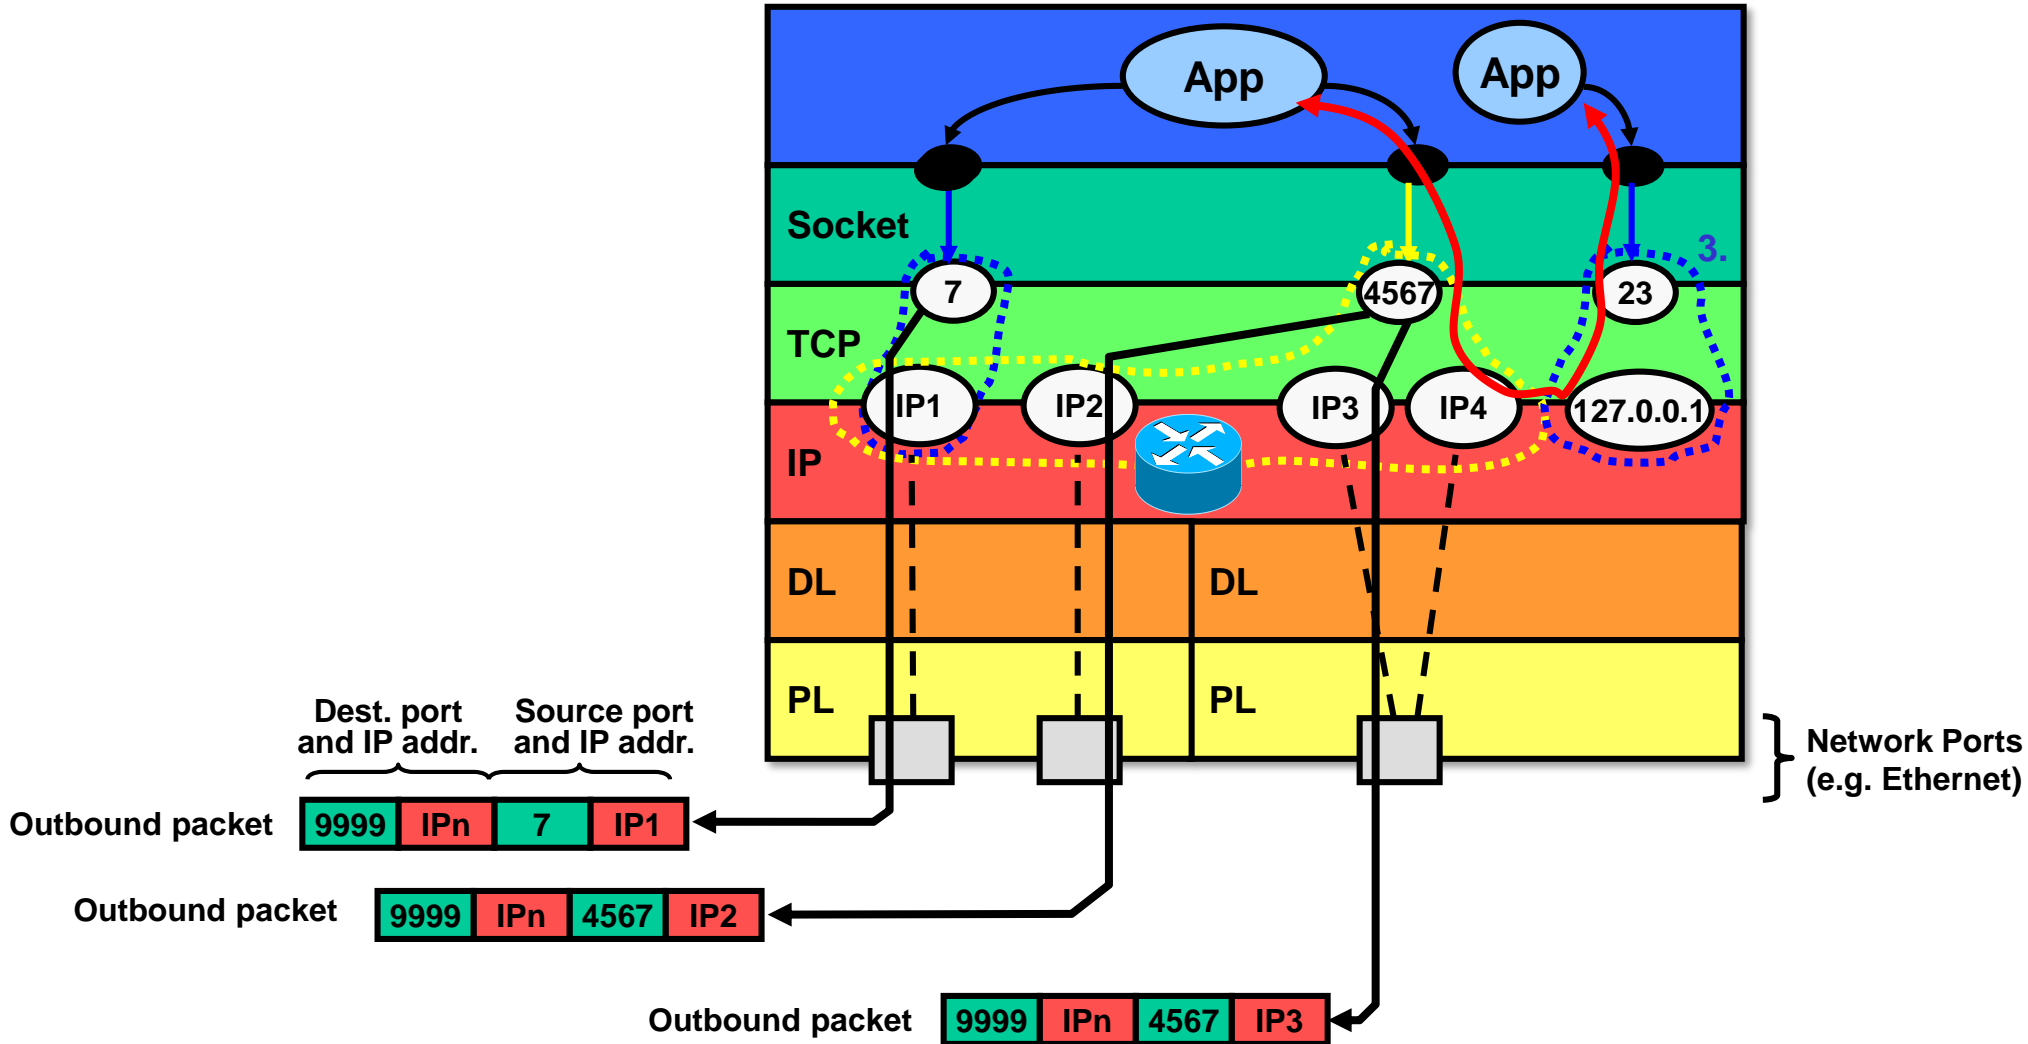 App
App
Socket
3.
7
4567
23
TCP
IP1
IP2
IP3
IP4
127.0.0.1
IP
DL
DL
PL
PL
Dest. port
and IP addr.
Source port
and IP addr.
Network Ports
(e.g. Ethernet)
Outbound packet
9999 IPn 7 IP1
Outbound packet
9999 IPn 4567 IP2
Outbound packet
9999 IPn 4567 IP3